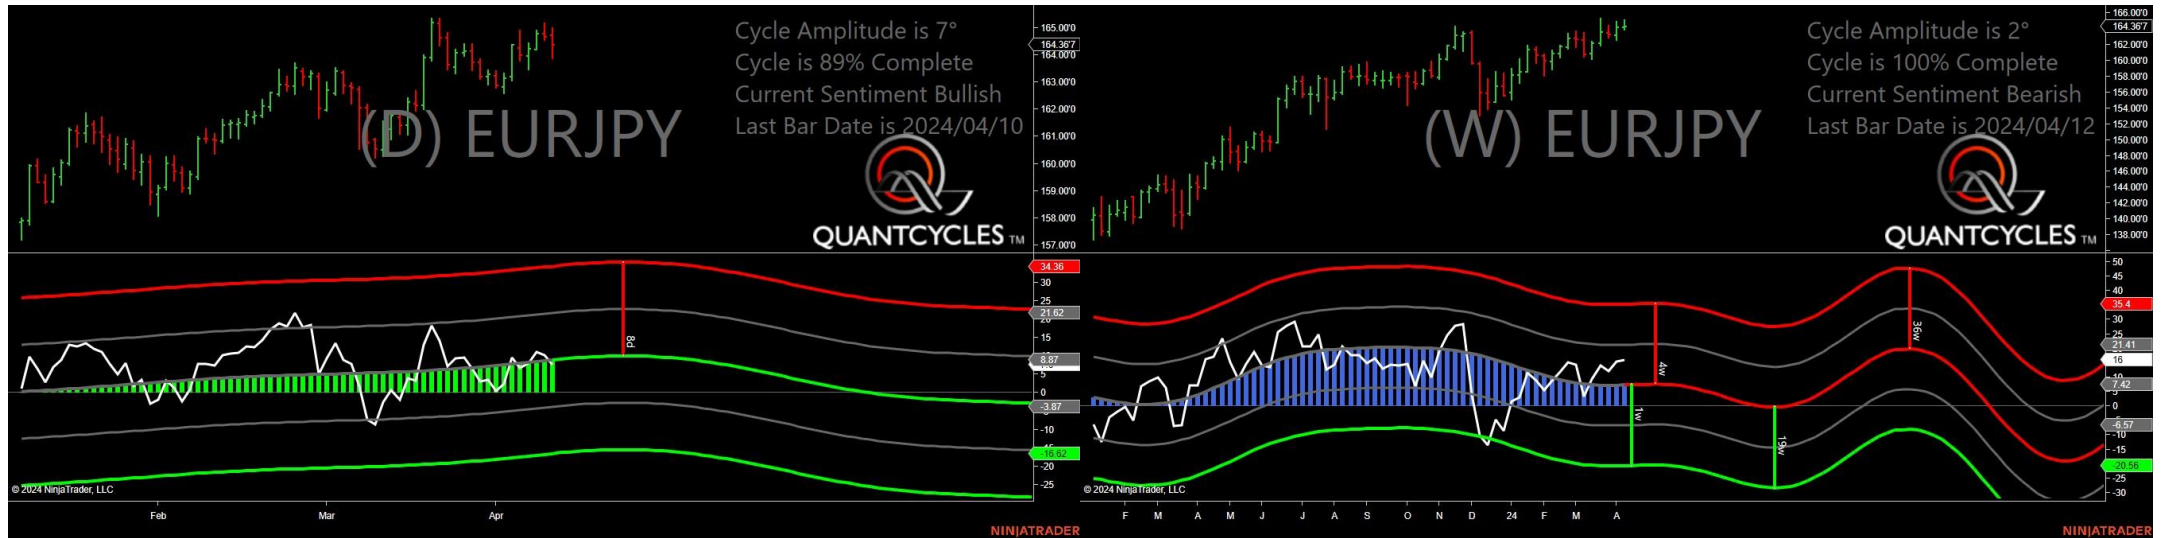 Cycle Amplitude is 7°
Cycle is 89% Complete
Current Sentiment Bullish
Last Bar Date is 2024/04/10
(D) EURJPY
QUANTCYCLES TM
165.00'0
164.36'7
164.00'0
163.00'0
162.00'0
161.00'0
160.00'0
159.00'0
158.00'0
157.00'0
34.36
30
25
21.62
15
10
8.87
5
0
-3.87
-10
-16.62
-20
-25
8d
© 2024 NinjaTrader, LLC
Feb
Mar
Apr
NINJATRADER
Cycle Amplitude is 2°
Cycle is 100% Complete
Current Sentiment Bearish
Last Bar Date is 2024/04/12
(W) EURJPY
QUANTCYCLES TM
166.00'0
164.36'7
162.00'0
160.00'0
158.00'0
156.00'0
154.00'0
152.00'0
150.00'0
148.00'0
146.00'0
144.00'0
142.00'0
140.00'0
138.00'0
50
45
40
35.4
30
25
21.41
16
10
7.42
0
-6.57
-10
-15
-20.56
-25
-30
4w
1w
19w
36w
© 2024 NinjaTrader, LLC
F
M
A
M
J
J
A
S
O
N
D
24
F
M
A
NINJATRADER